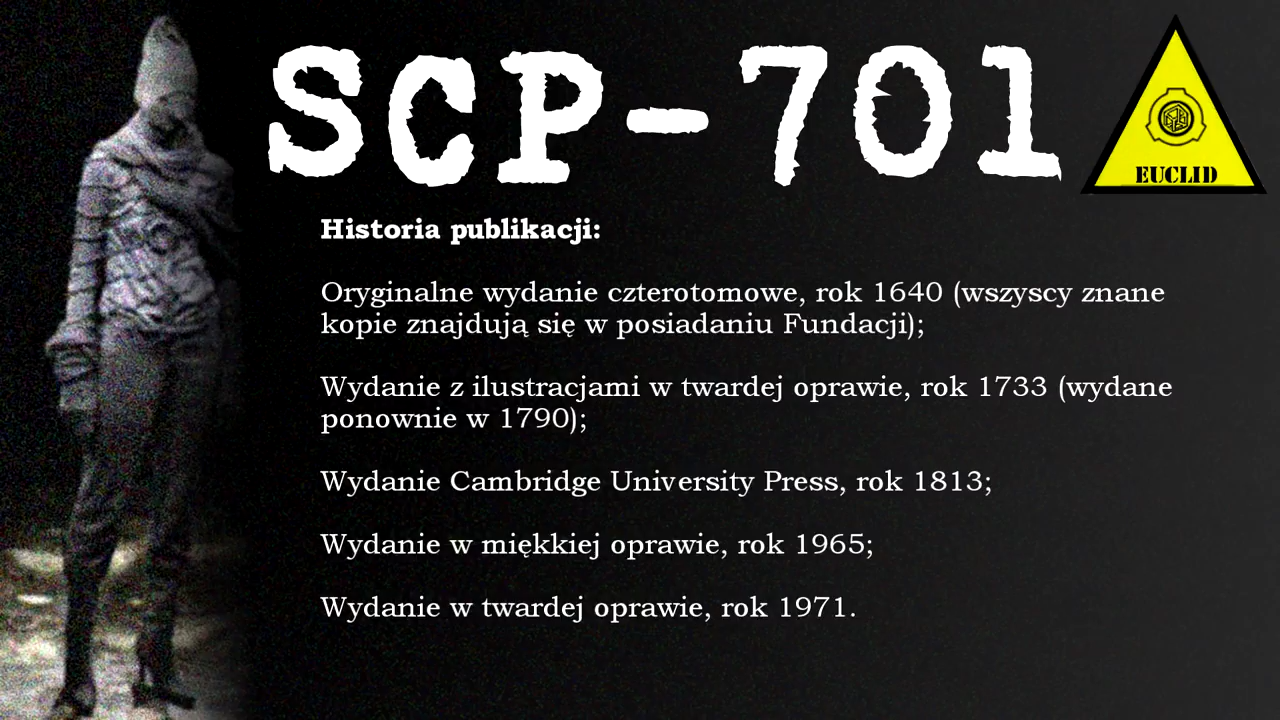 SCP-701
EUCLID
Historia publikacji:
Oryginalne wydanie czterotomowe, rok 1640 (wszyscy znane
kopie znajdują się w posiadaniu Fundacji);
Wydanie z ilustracjami w twardej oprawie, rok 1733 (wydane
ponownie w 1790);
Wydanie Cambridge University Press, rok 1813;
Wydanie w miękkiej oprawie, rok 1965;
Wydanie w twardej oprawie, rok 1971.